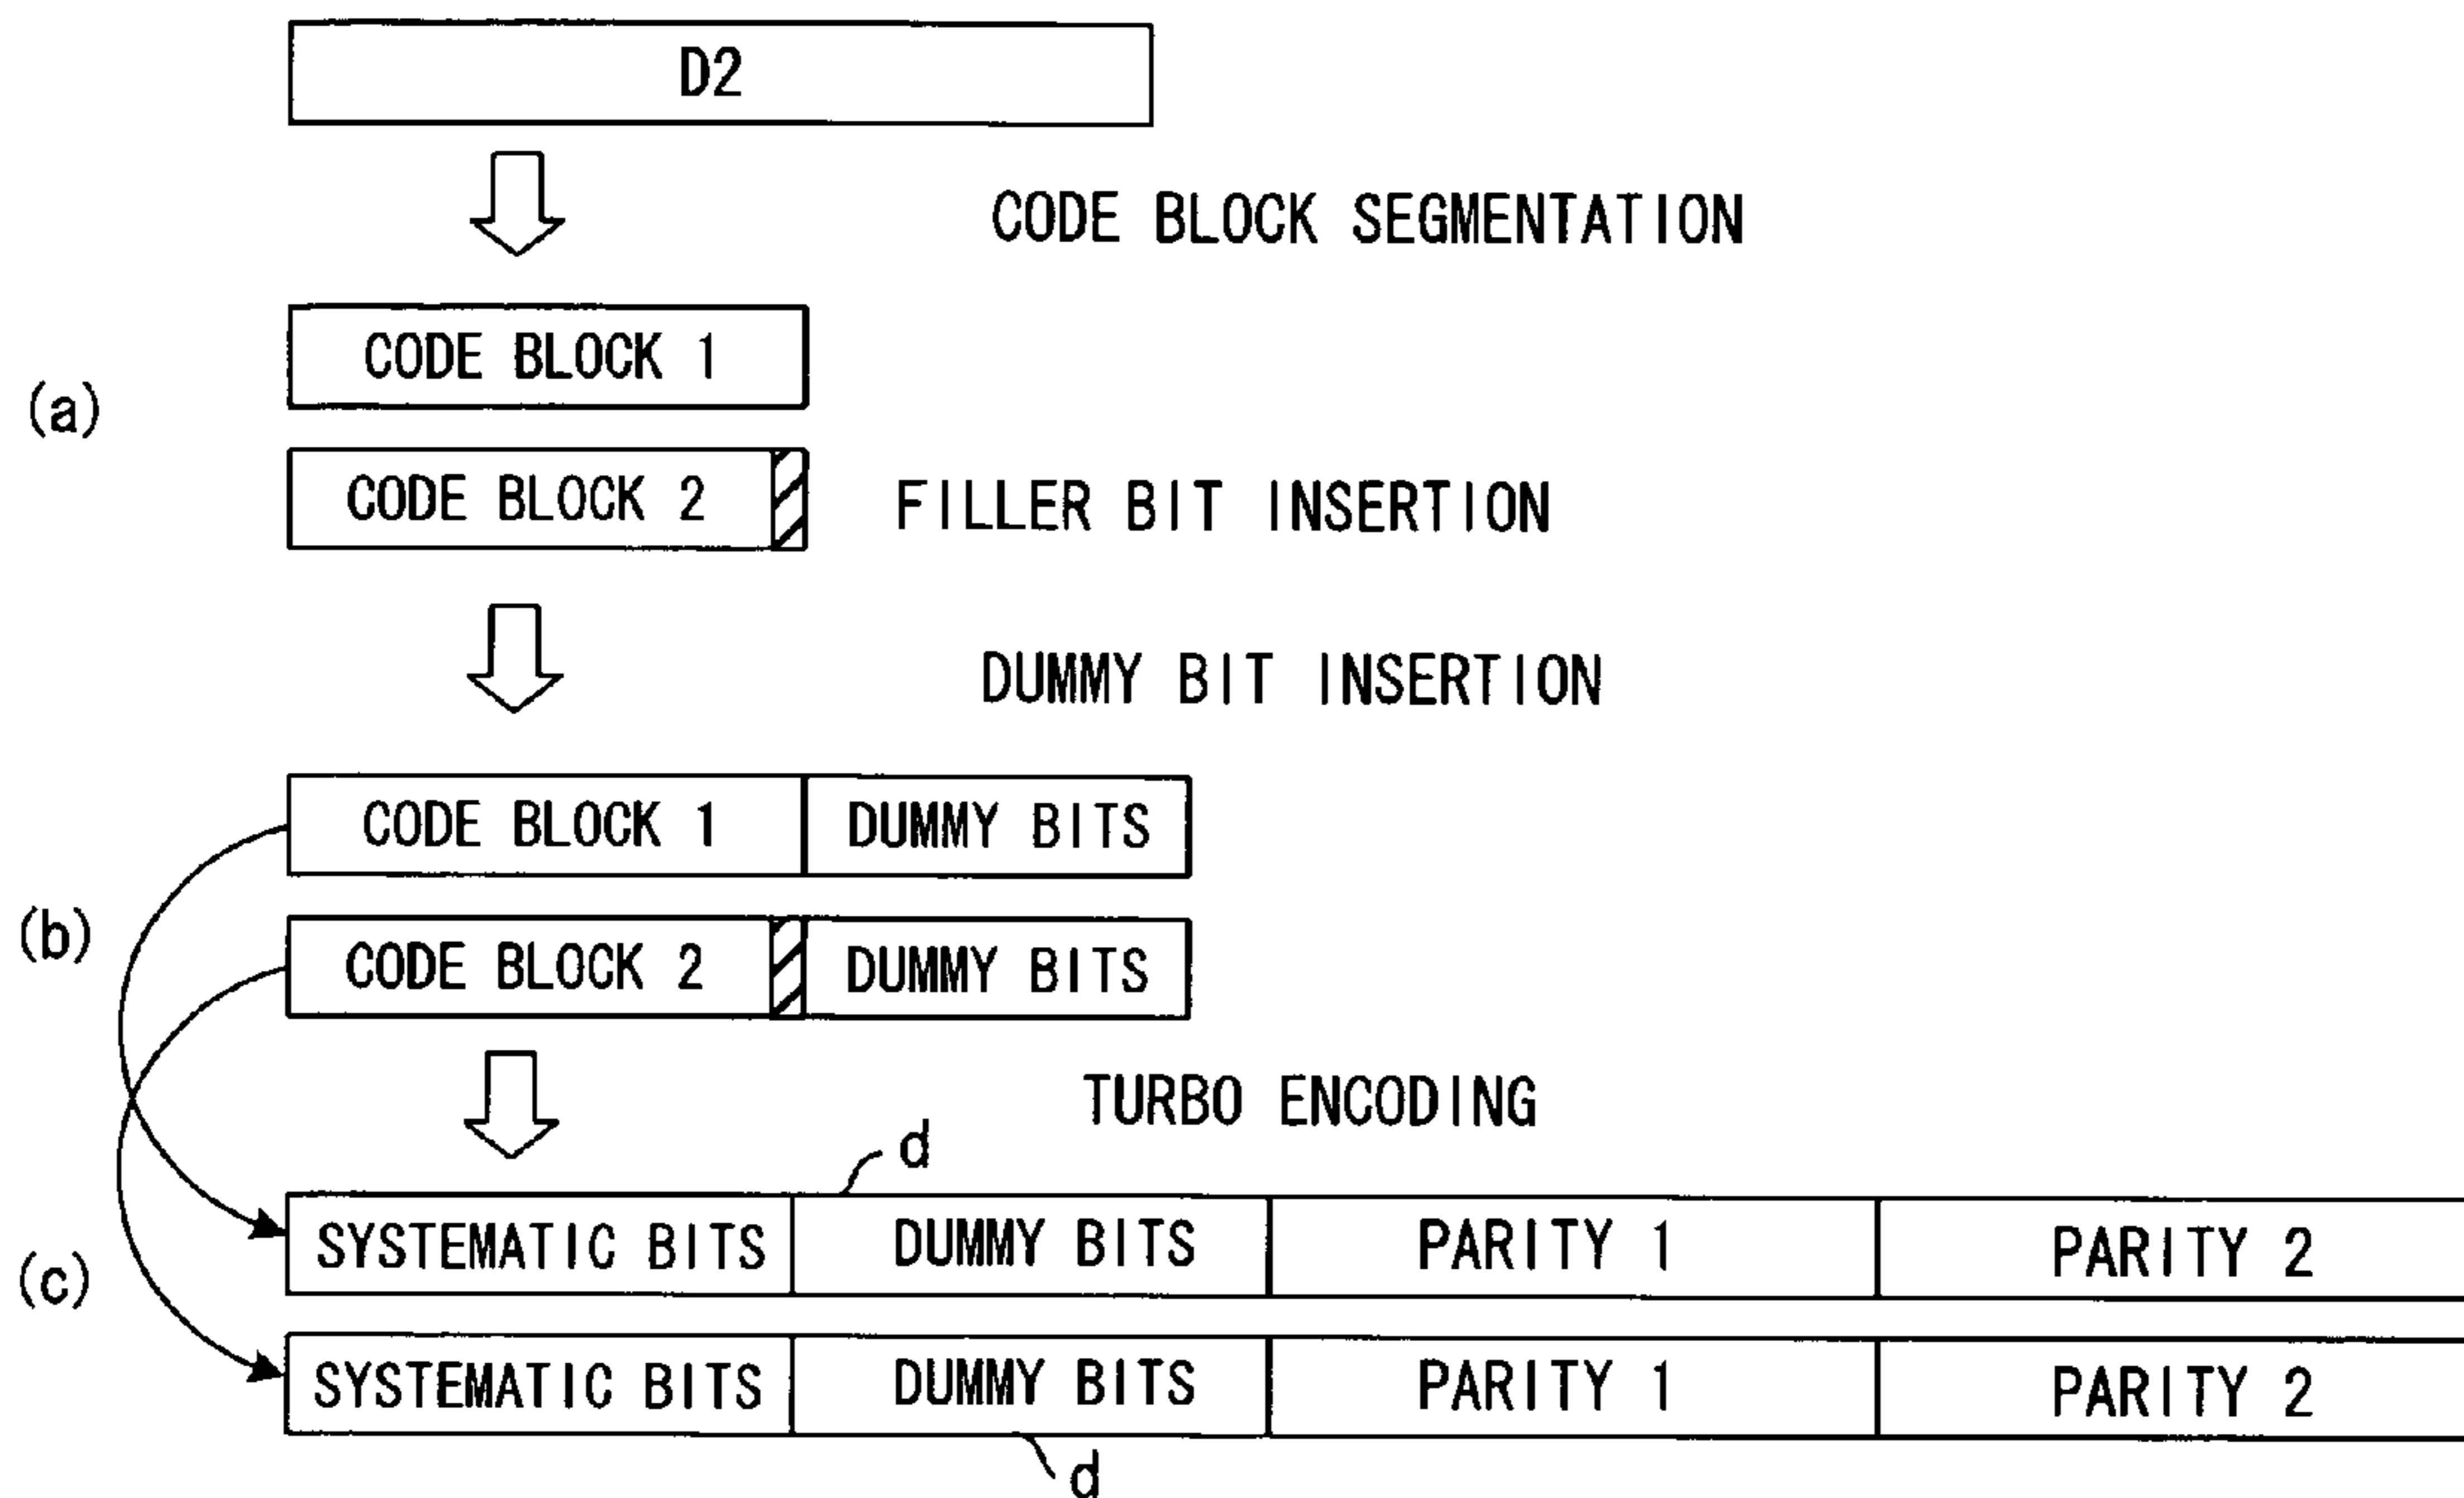 D2
CODE BLOCK SEGMENTATION
CODE BLOCK 1
(a)
CODE BLOCK 2 FILLER BIT INSERTION
DUMMY BIT INSERTION
CODE BLOCK 1 DUMMY BITS
(b)
CODE BLOCK 2 DUMMY BITS
TURBO ENCODING
d
SYSTEMATIC BITS DUMMY BITS PARITY 1 PARITY 2
(c)
SYSTEMATIC BITS DUMMY BITS PARITY 1 PARITY 2
d